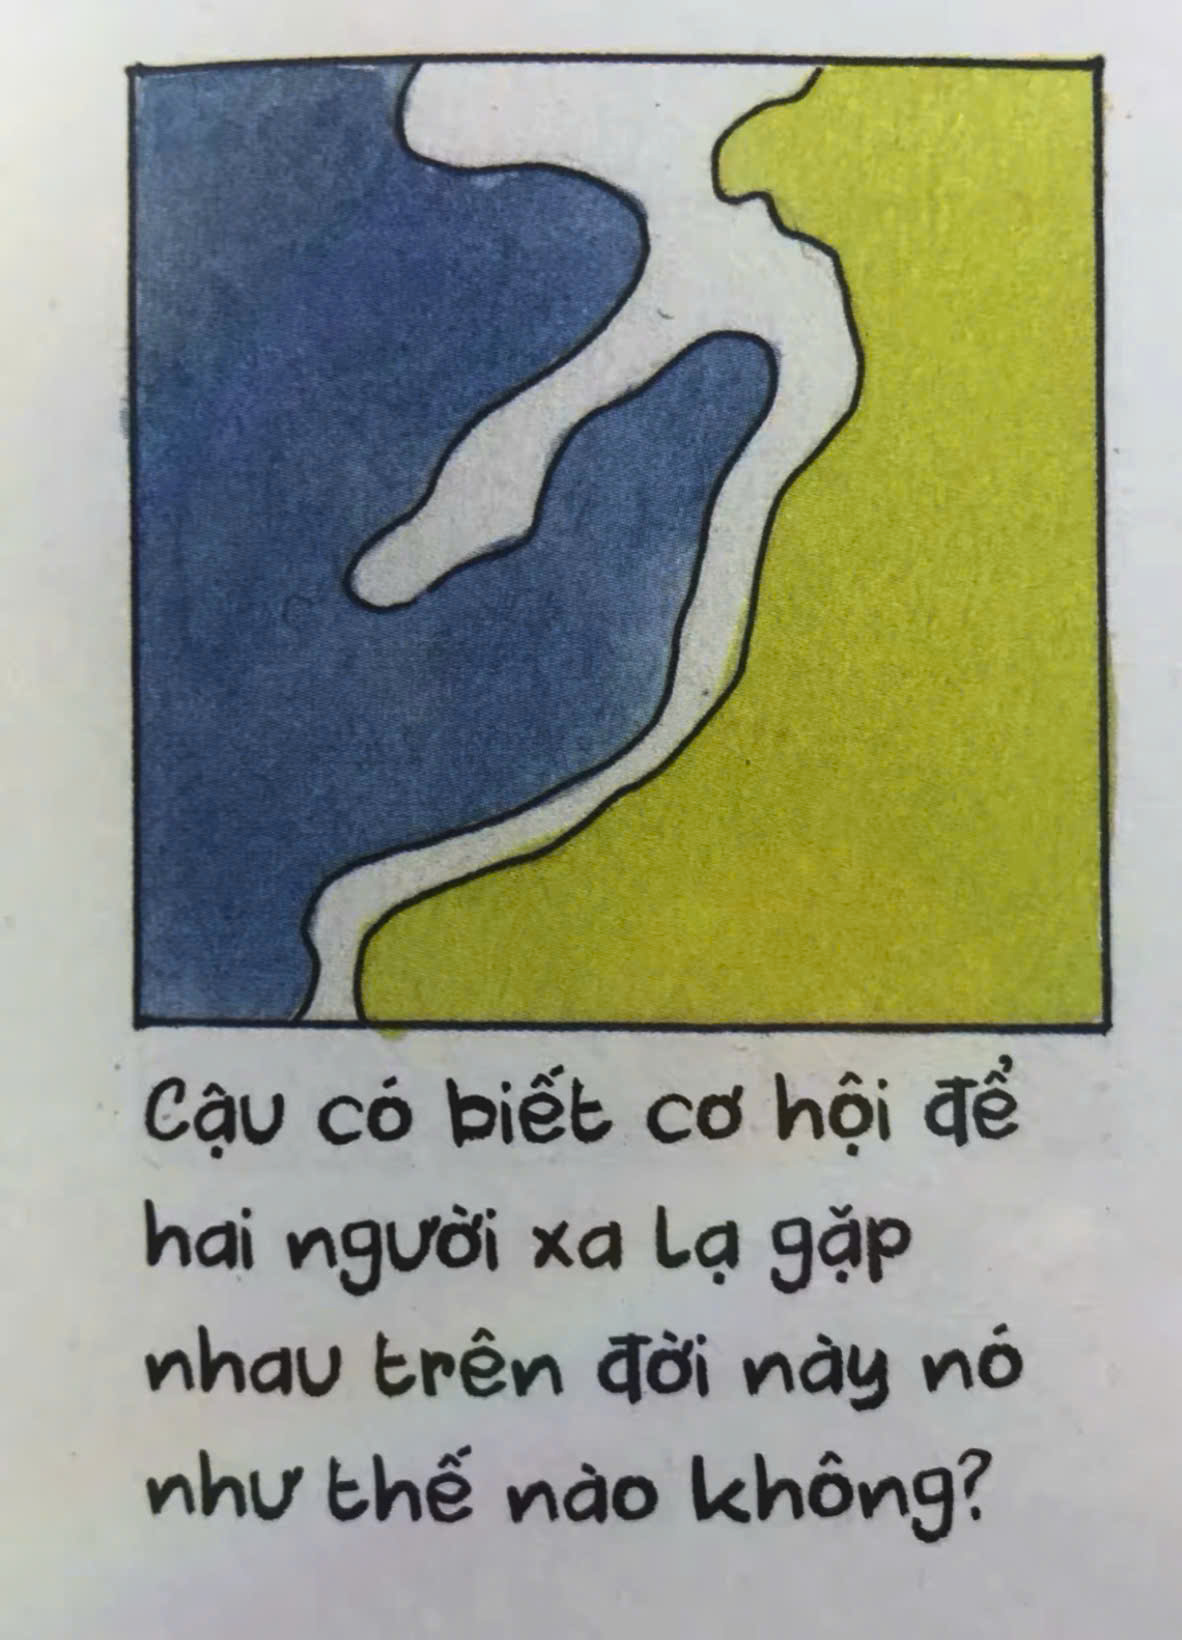 Cậu có biết cơ hội để
hai người xa lạ gặp
nhau trên đời này nó
như thế nào không?